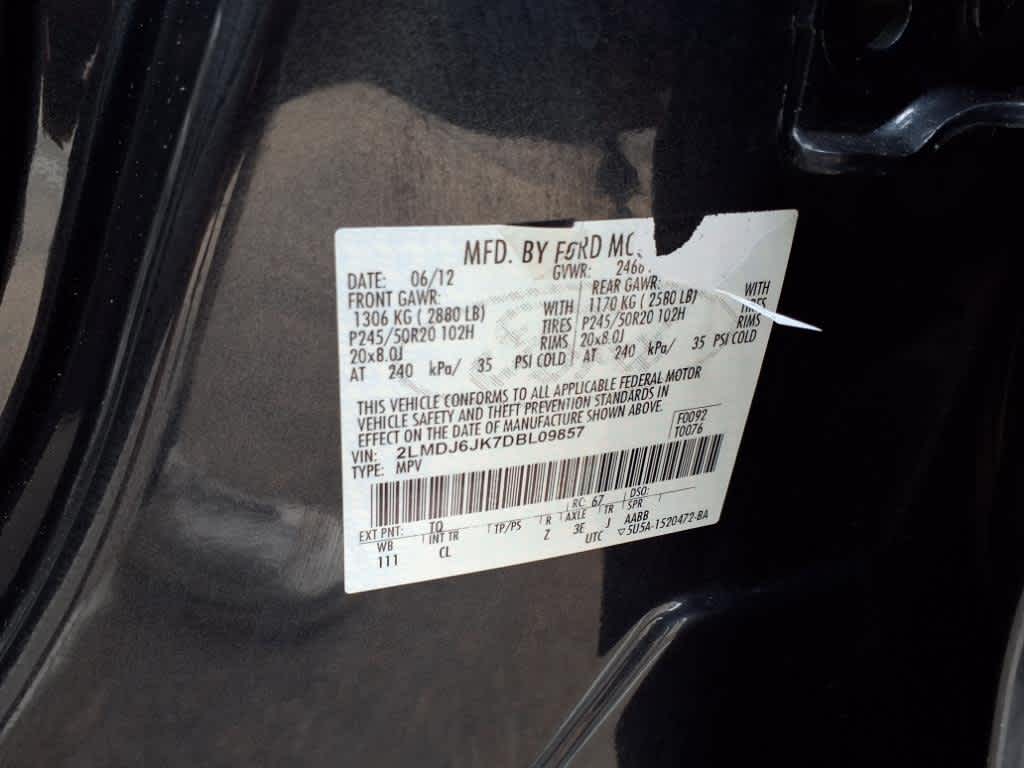 MFD. BY FORD MO
DATE: 06/12 GVWR: 2466
FRONT GAWR: REAR GAWR:
1306 KG ( 2880 LB) WITH 1170 KG ( 2580 LB) WITH
P245/50R20 102H TIRES P245/50R20 102H TIRES
20x8.0J RIMS 20x8.0J RIMS
AT 240 kPa/ 35 PSI COLD AT 240 kPa/ 35 PSI COLD
THIS VEHICLE CONFORMS TO ALL APPLICABLE FEDERAL MOTOR
VEHICLE SAFETY AND THEFT PREVENTION STANDARDS IN
EFFECT ON THE DATE OF MANUFACTURE SHOWN ABOVE.
F0092
VIN: 2LMDJ6JK7DBL09857
T0076
TYPE: MPV
EXT PNT: TQ RC: 67 DSO:
WB INT TR TP/PS R AXLE TR SPR
111 CL Z 3E J AABB
UTC ▽5U5A-1520472-BA